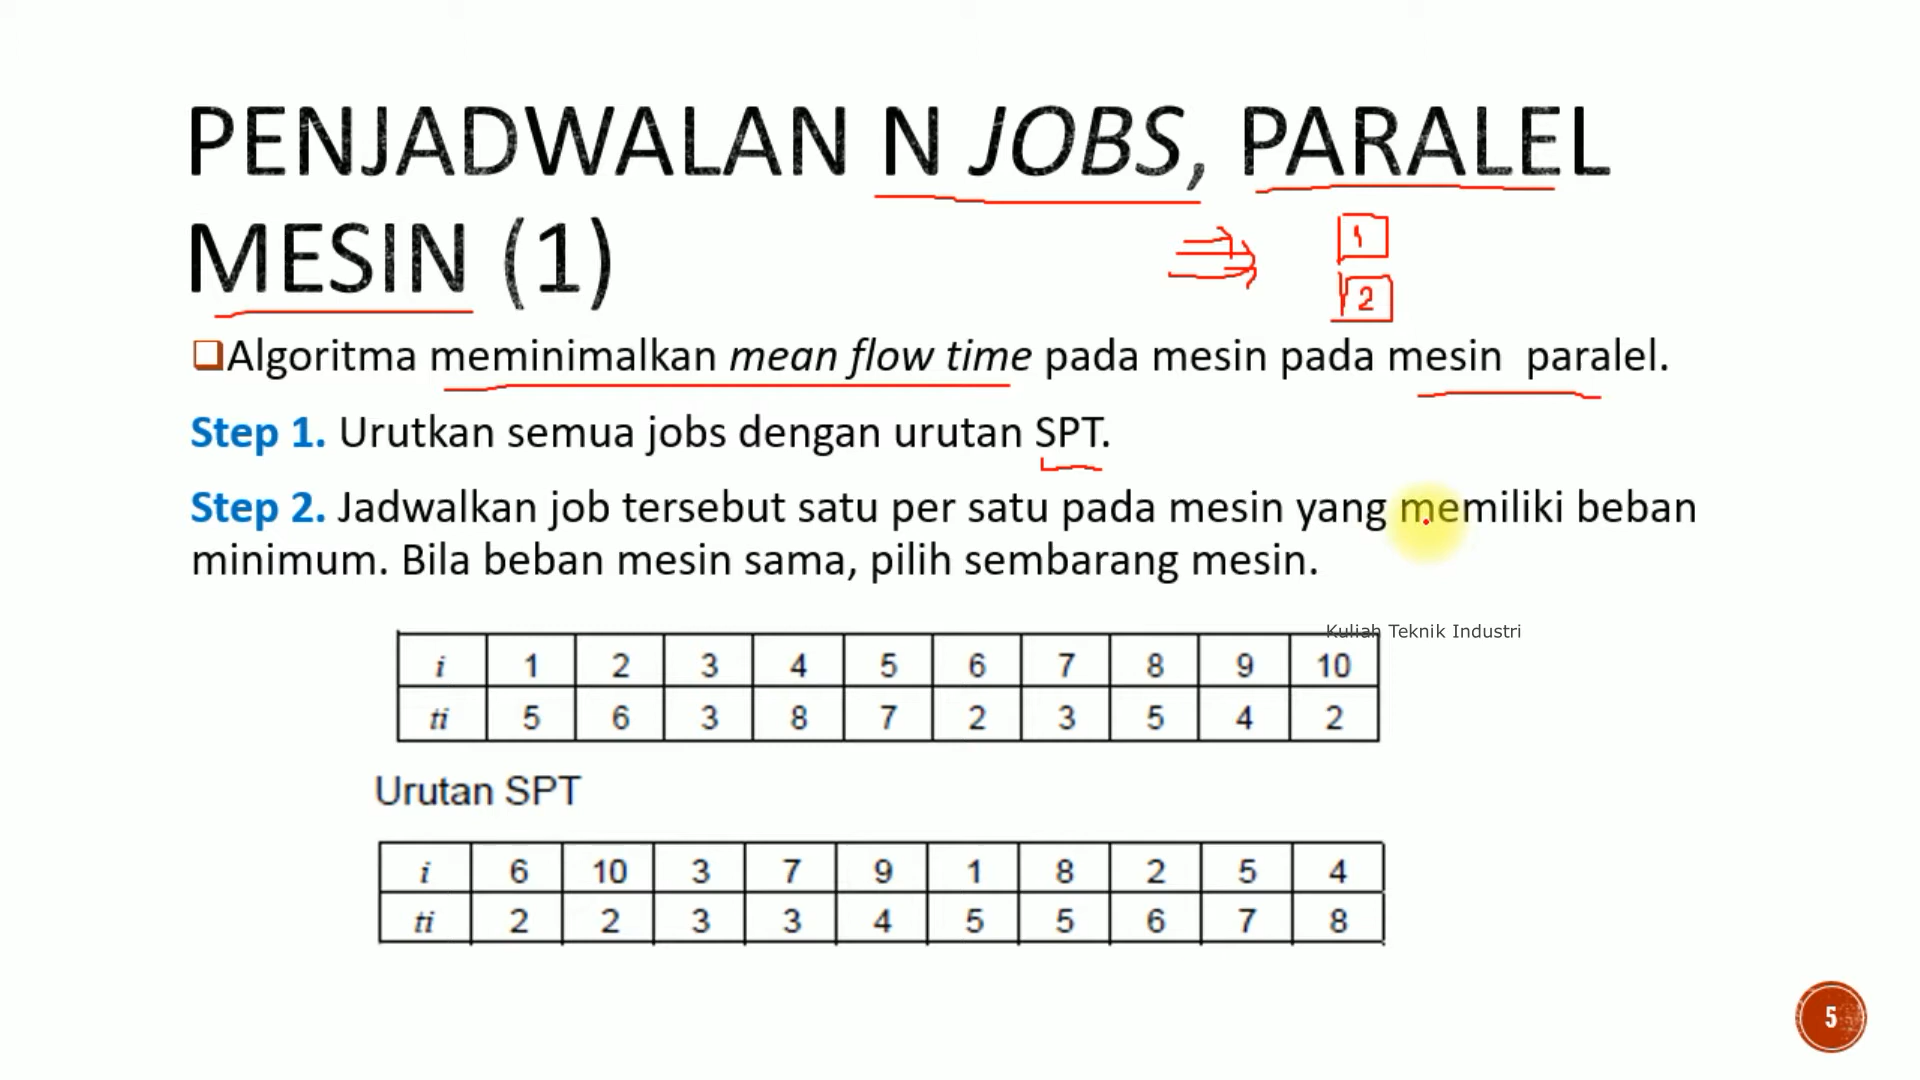 PENJADWALAN N JOBS, PARALEL
MESIN (1)
1
2
Algoritma meminimalkan mean flow time pada mesin pada mesin paralel.
Step 1. Urutkan semua jobs dengan urutan SPT.
Step 2. Jadwalkan job tersebut satu per satu pada mesin yang memiliki beban
minimum. Bila beban mesin sama, pilih sembarang mesin.
Kuliah Teknik Industri
i 1 2 3 4 5 6 7 8 9 10
ti 5 6 3 8 7 2 3 5 4 2
Urutan SPT
i 6 10 3 7 9 1 8 2 5 4
ti 2 2 3 3 4 5 5 6 7 8
5